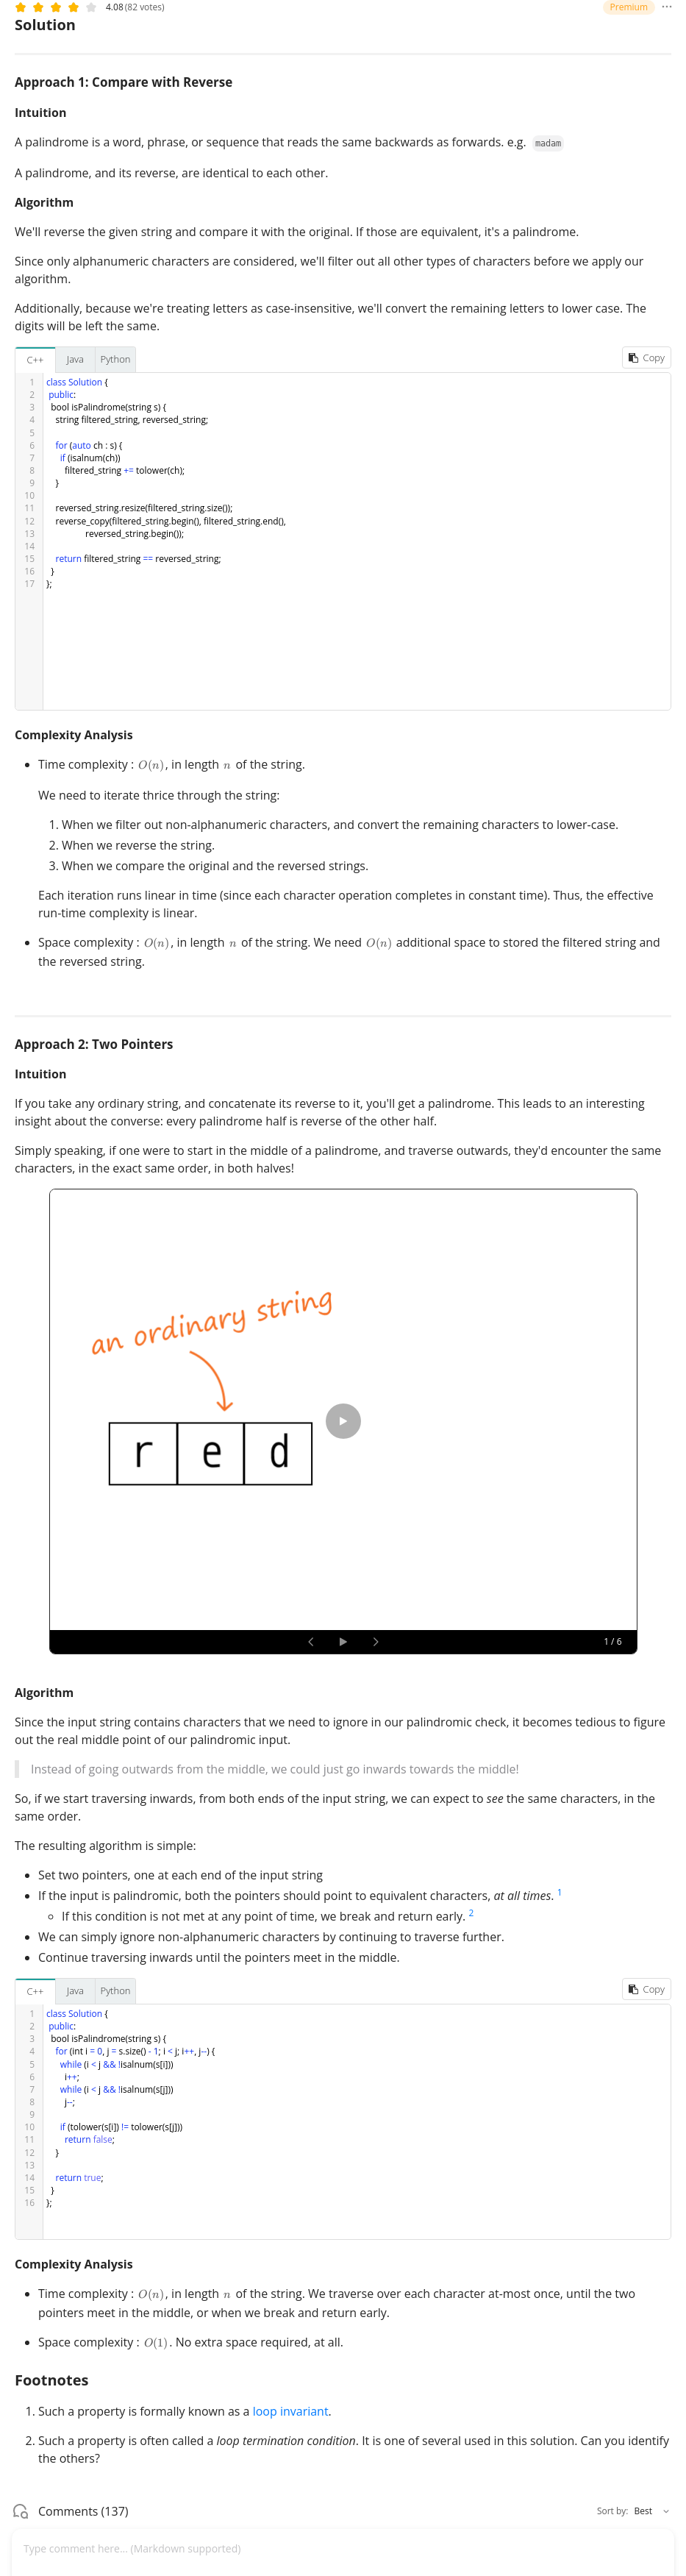 4.08 (82 votes) Premium ...
Solution
Approach 1: Compare with Reverse
Intuition
A palindrome is a word, phrase, or sequence that reads the same backwards as forwards. e.g. madam
A palindrome, and its reverse, are identical to each other.
Algorithm
We'll reverse the given string and compare it with the original. If those are equivalent, it's a palindrome.
Since only alphanumeric characters are considered, we'll filter out all other types of characters before we apply our
algorithm.
Additionally, because we're treating letters as case-insensitive, we'll convert the remaining letters to lower case. The
digits will be left the same.
C++ Java Python Copy
1 class Solution {
2 public:
3 bool isPalindrome(string s) {
4 string filtered_string, reversed_string;
5
6 for (auto ch : s) {
7 if (isalnum(ch))
8 filtered_string += tolower(ch);
9 }
10
11 reversed_string.resize(filtered_string.size());
12 reverse_copy(filtered_string.begin(), filtered_string.end(),
13 reversed_string.begin());
14
15 return filtered_string == reversed_string;
16 }
17 };
Complexity Analysis
• Time complexity : O(n), in length n of the string.
We need to iterate thrice through the string:
1. When we filter out non-alphanumeric characters, and convert the remaining characters to lower-case.
2. When we reverse the string.
3. When we compare the original and the reversed strings.
Each iteration runs linear in time (since each character operation completes in constant time). Thus, the effective
run-time complexity is linear.
• Space complexity : O(n), in length n of the string. We need O(n) additional space to stored the filtered string and
the reversed string.
Approach 2: Two Pointers
Intuition
If you take any ordinary string, and concatenate its reverse to it, you'll get a palindrome. This leads to an interesting
insight about the converse: every palindrome half is reverse of the other half.
Simply speaking, if one were to start in the middle of a palindrome, and traverse outwards, they'd encounter the same
characters, in the exact same order, in both halves!
an ordinary string
r e d
1 / 6
Algorithm
Since the input string contains characters that we need to ignore in our palindromic check, it becomes tedious to figure
out the real middle point of our palindromic input.
Instead of going outwards from the middle, we could just go inwards towards the middle!
So, if we start traversing inwards, from both ends of the input string, we can expect to see the same characters, in the
same order.
The resulting algorithm is simple:
• Set two pointers, one at each end of the input string
• If the input is palindromic, both the pointers should point to equivalent characters, at all times. 1
◦ If this condition is not met at any point of time, we break and return early. 2
• We can simply ignore non-alphanumeric characters by continuing to traverse further.
• Continue traversing inwards until the pointers meet in the middle.
C++ Java Python Copy
1 class Solution {
2 public:
3 bool isPalindrome(string s) {
4 for (int i = 0, j = s.size() - 1; i < j; i++, j--) {
5 while (i < j && !isalnum(s[i]))
6 i++;
7 while (i < j && !isalnum(s[j]))
8 j--;
9
10 if (tolower(s[i]) != tolower(s[j]))
11 return false;
12 }
13
14 return true;
15 }
16 };
Complexity Analysis
• Time complexity : O(n), in length n of the string. We traverse over each character at-most once, until the two
pointers meet in the middle, or when we break and return early.
• Space complexity : O(1). No extra space required, at all.
Footnotes
1. Such a property is formally known as a loop invariant.
2. Such a property is often called a loop termination condition. It is one of several used in this solution. Can you identify
the others?
Comments (137) Sort by: Best
Type comment here... (Markdown supported)